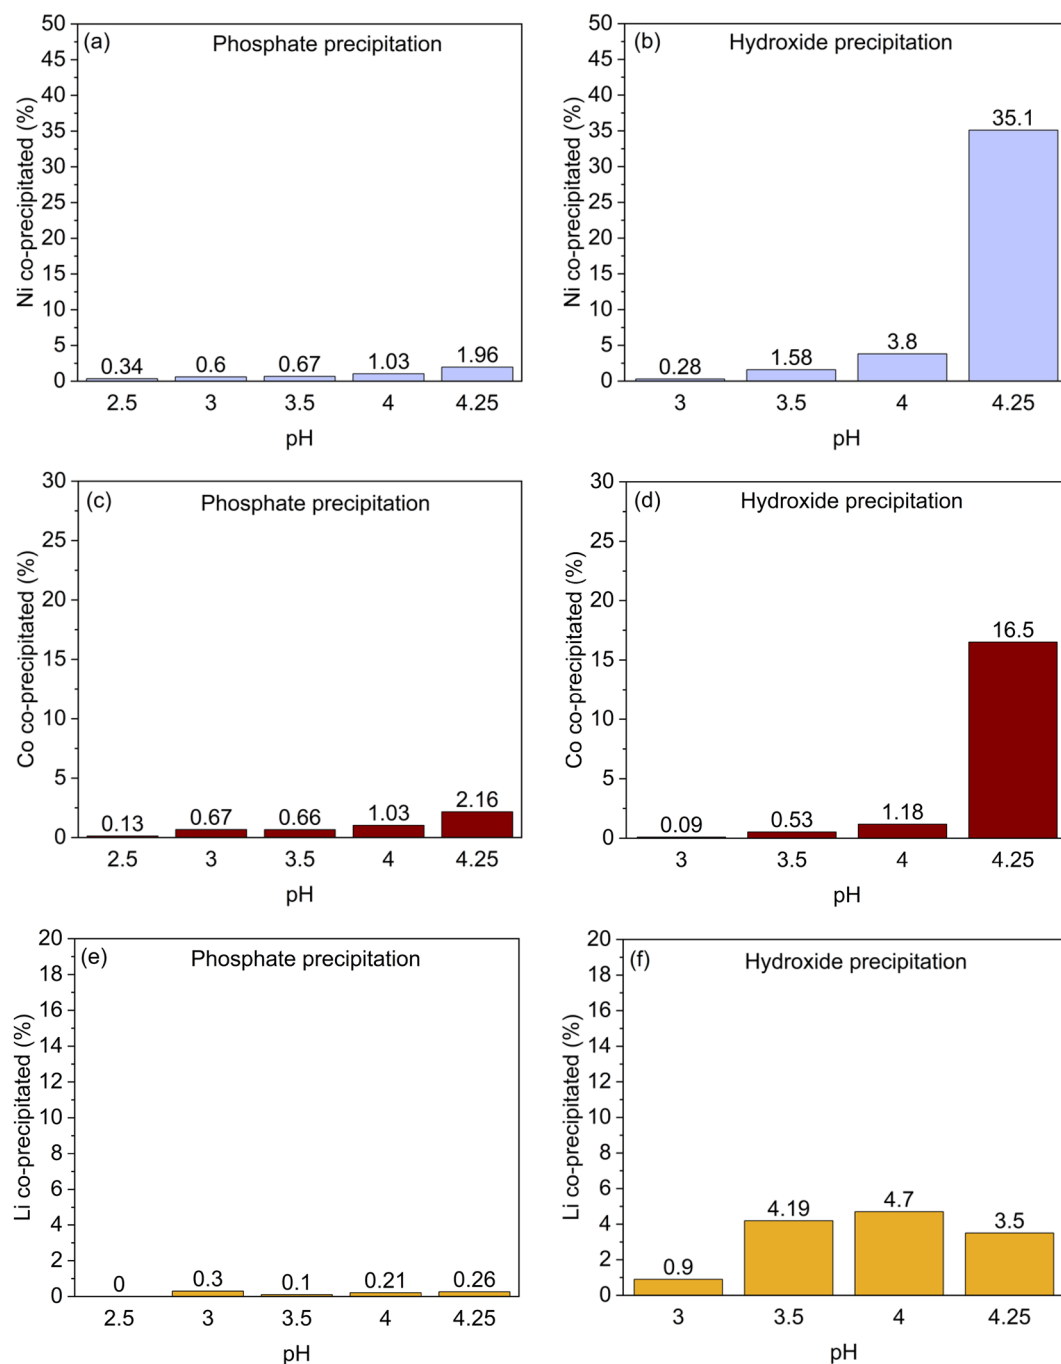 (a) Phosphate precipitation
Ni co-precipitated (%)
50
45
40
35
30
25
20
15
10
5
0
0.34 0.6 0.67 1.03 1.96
2.5 3 3.5 4 4.25
pH
(b) Hydroxide precipitation
Ni co-precipitated (%)
50
45
40
35
30
25
20
15
10
5
0
0.28 1.58 3.8 35.1
3 3.5 4 4.25
pH
(c) Phosphate precipitation
Co co-precipitated (%)
30
25
20
15
10
5
0
0.13 0.67 0.66 1.03 2.16
2.5 3 3.5 4 4.25
pH
(d) Hydroxide precipitation
Co co-precipitated (%)
30
25
20
15
10
5
0
0.09 0.53 1.18 16.5
3 3.5 4 4.25
pH
(e) Phosphate precipitation
Li co-precipitated (%)
20
18
16
14
12
10
8
6
4
2
0
0 0.3 0.1 0.21 0.26
2.5 3 3.5 4 4.25
pH
(f) Hydroxide precipitation
Li co-precipitated (%)
20
18
16
14
12
10
8
6
4
2
0
0.9 4.19 4.7 3.5
3 3.5 4 4.25
pH